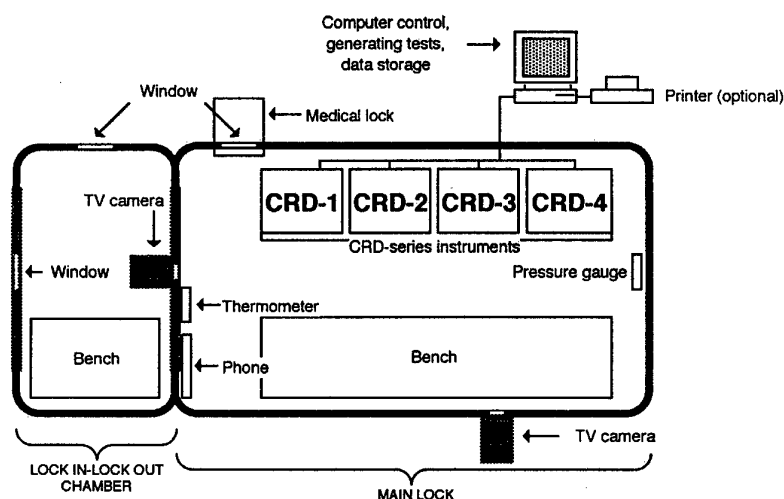 Computer control,
generating tests,
data storage
Printer (optional)
Window
Medical lock
TV camera
CRD-1 CRD-2 CRD-3 CRD-4
CRD-series instruments
Window
Pressure gauge
Thermometer
Bench
Bench
Phone
TV camera
LOCK IN-LOCK OUT
CHAMBER
MAIN LOCK